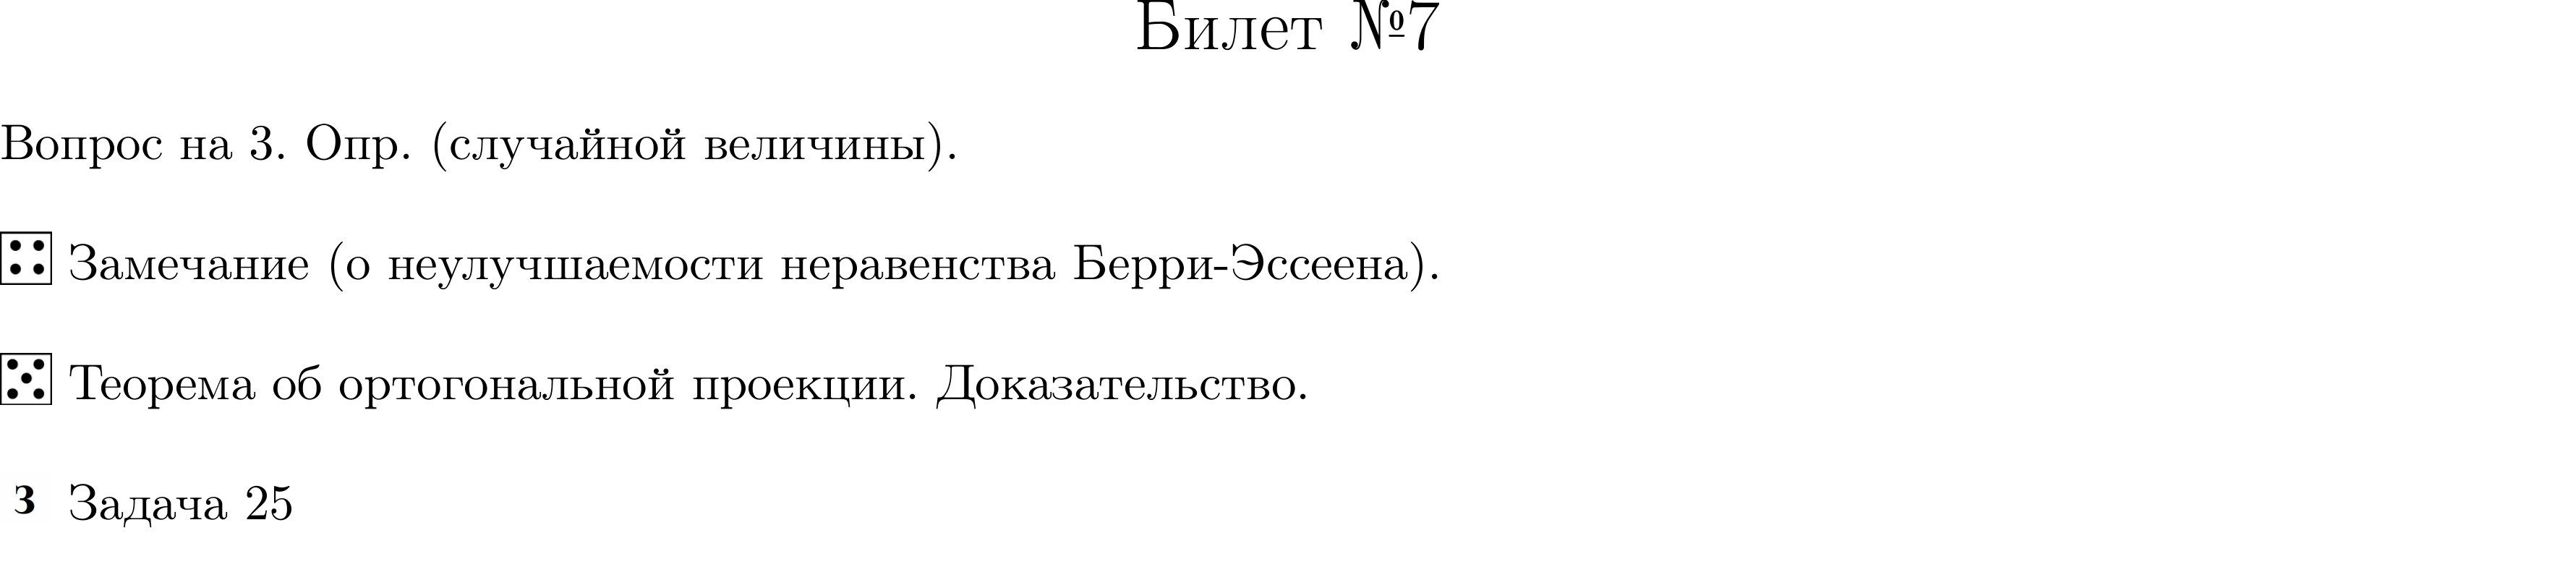 Билет №7
Вопрос на 3. Опр. (случайной величины).
Замечание (о неулучшаемости неравенства Берри-Эссеена).
Теорема об ортогональной проекции. Доказательство.
З Задача 25